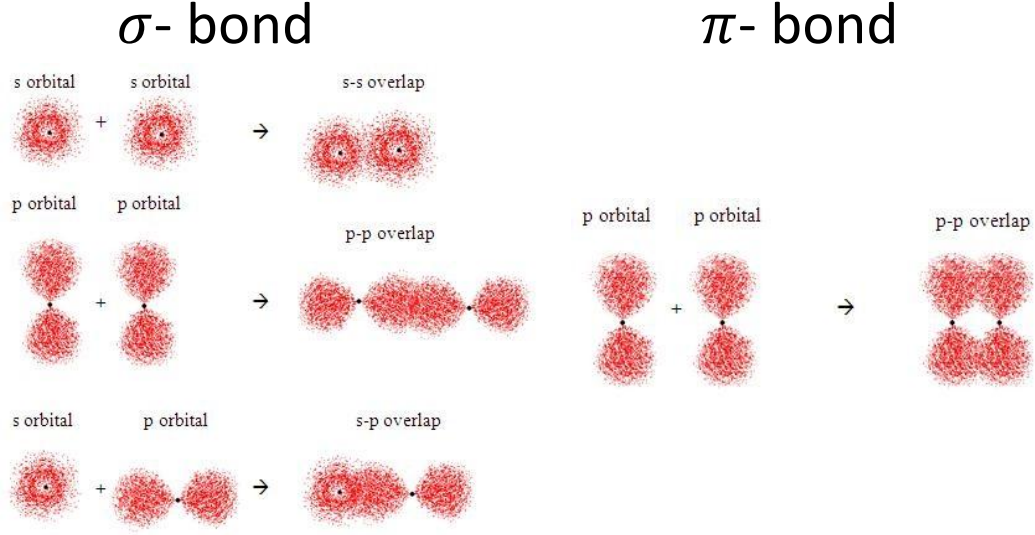 σ- bond
s orbital s orbital s-s overlap
+ →
p orbital p orbital p-p overlap
+ →
s orbital p orbital s-p overlap
+ →
π- bond
p orbital p orbital p-p overlap
+ →